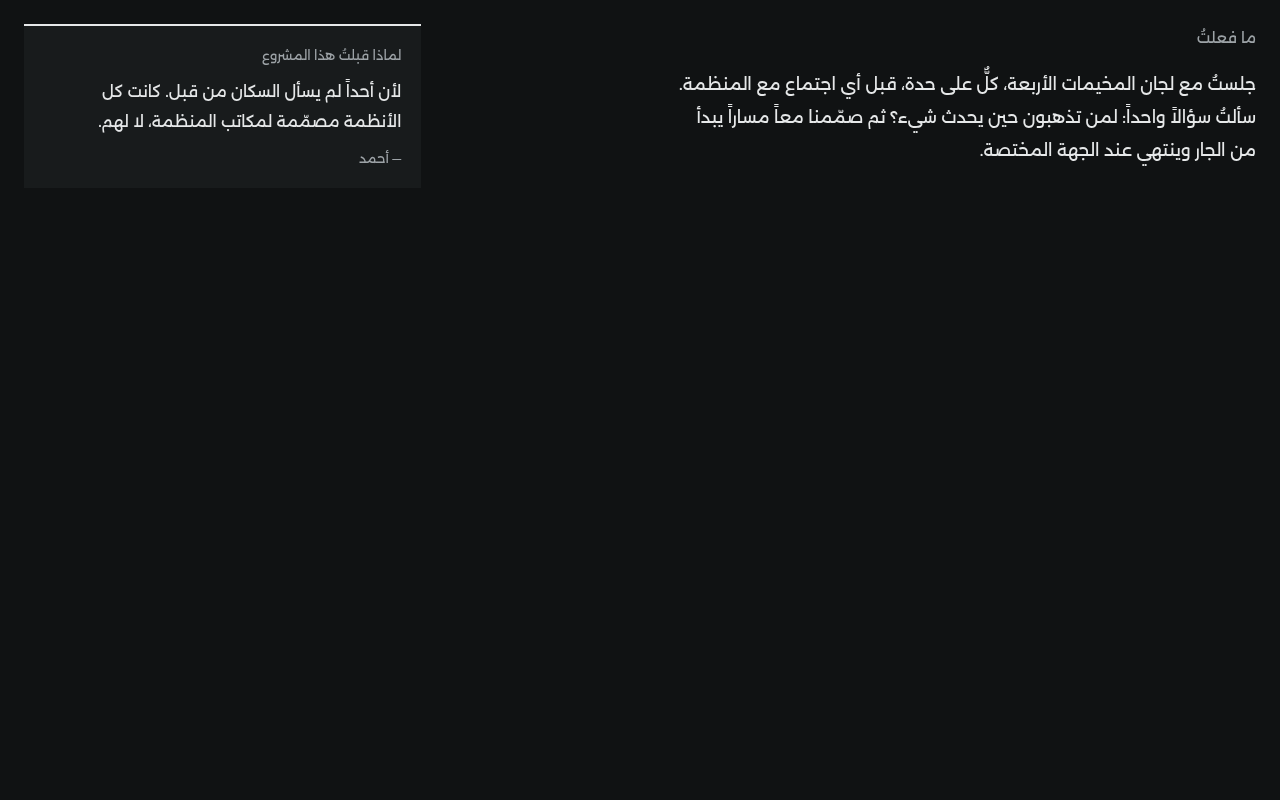 ما فعلتُ
جلستُ مع لجان المخيمات الأربعة، كلٌّ على حدة، قبل أي اجتماع مع المنظمة.
سألتُ سؤالاً واحداً: لمن تذهبون حين يحدث شيء؟ ثم صمّمنا معاً مساراً يبدأ
من الجار وينتهي عند الجهة المختصة.
لماذا قبلتُ هذا المشروع
لأن أحداً لم يسأل السكان من قبل. كانت كل
الأنظمة مصمّمة لمكاتب المنظمة، لا لهم.
— أحمد